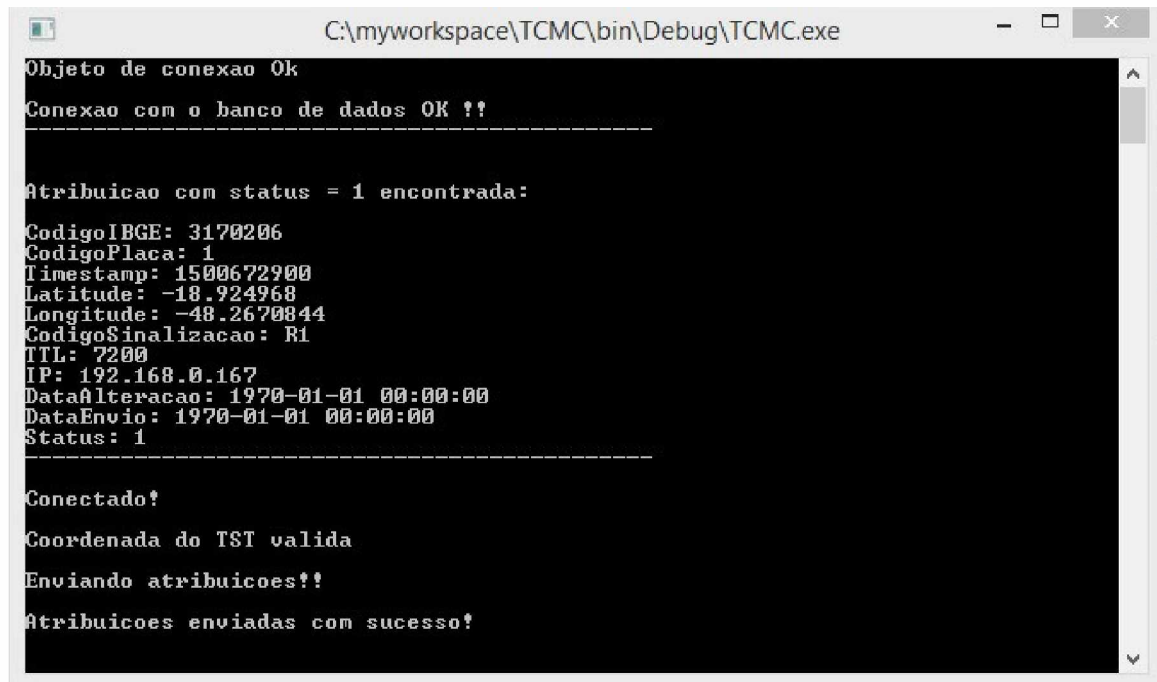 C:\myworkspace\TCMC\bin\Debug\TCMC.exe
Objeto de conexao Ok
Conexao com o banco de dados OK !!
----------------------------------------------
Atribuicao com status = 1 encontrada:
CodigoIBGE: 3170206
CodigoPlaca: 1
Timestamp: 1500672900
Latitude: -18.924968
Longitude: -48.2670844
CodigoSinalizacao: R1
TTL: 7200
IP: 192.168.0.167
DataAlteracao: 1970-01-01 00:00:00
DataEnvio: 1970-01-01 00:00:00
Status: 1
----------------------------------------------
Conectado!
Coordenada do TST valida
Enviando atribuicoes!!
Atribuicoes enviadas com sucesso!